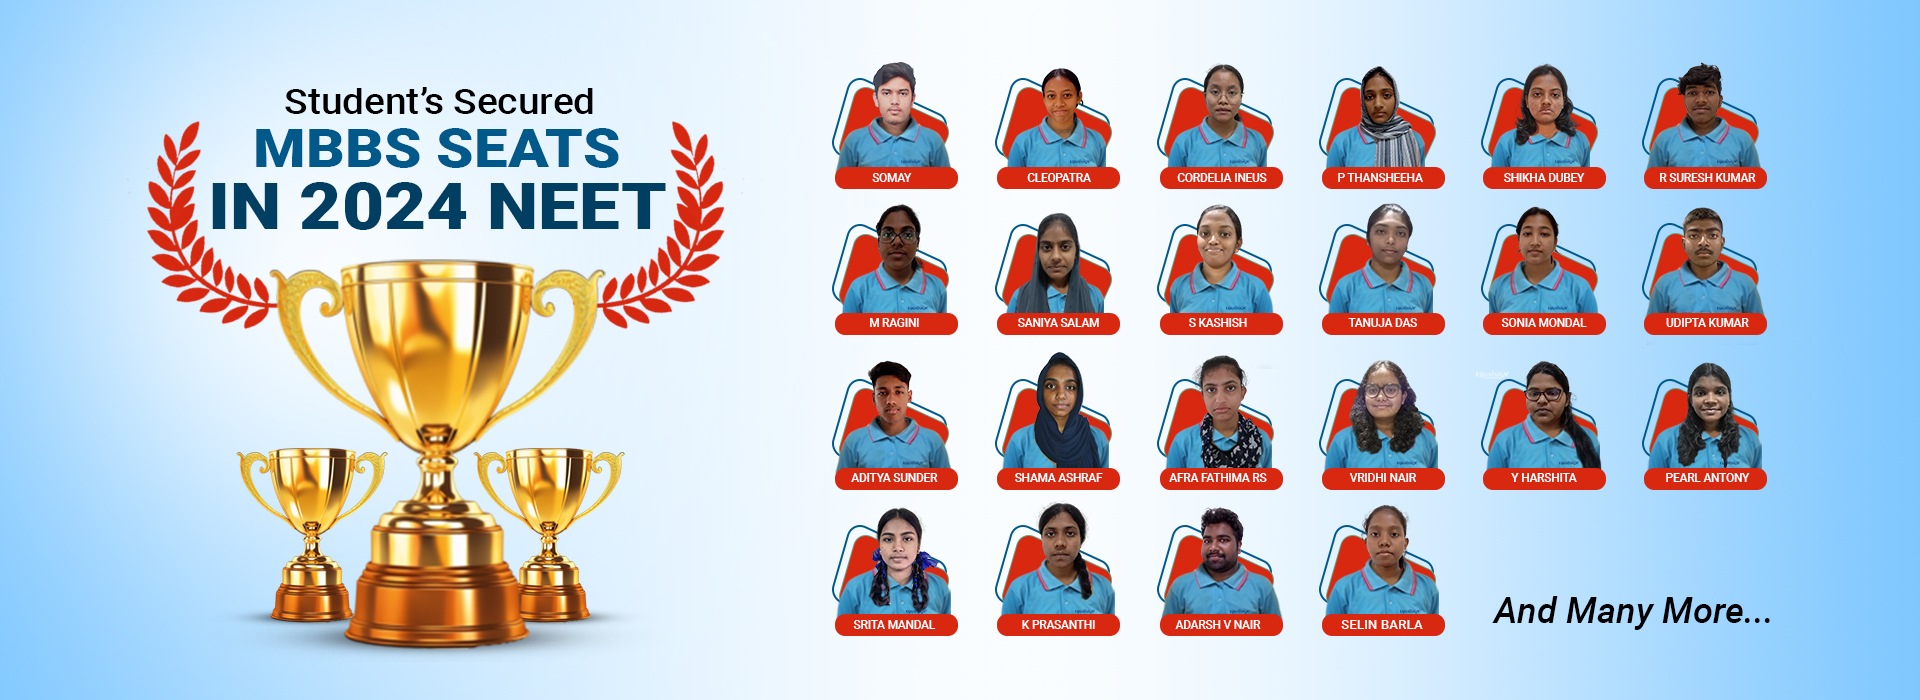 Student's Secured
MBBS SEATS
IN 2024 NEET
SOMAY
CLEOPATRA
CORDELIA INEUS
P THANSHEEHA
SHIKHA DUBEY
R SURESH KUMAR
M RAGINI
SANIYA SALAM
S KASHISH
TANUJA DAS
SONIA MONDAL
UDIPTA KUMAR
ADITYA SUNDER
SHAMA ASHRAF
AFRA FATHIMA RS
VRIDHI NAIR
Y HARSHITA
PEARL ANTONY
SRITA MANDAL
K PRASANTHI
ADARSH V NAIR
SELIN BARLA
And Many More...